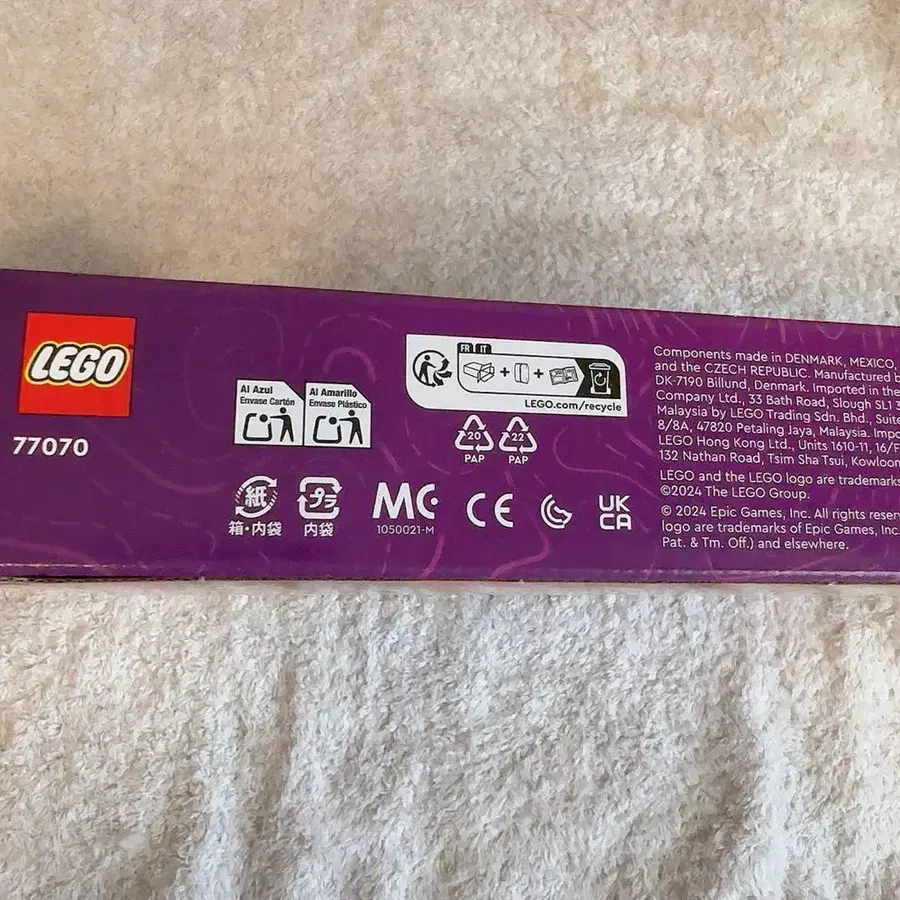 LEGO
77070
Al Azul
Envase Cartón
Al Amarillo
Envase Plástico
FR IT
+ +
LEGO.com/recycle
20
PAP
22
PAP
紙
箱・内袋
プラ
内袋
MC
1050021-M
CE
UK
CA
Components made in DENMARK, MEXICO,
and the CZECH REPUBLIC. Manufactured b
DK-7190 Billund, Denmark. Imported in the
Company Ltd., 33 Bath Road, Slough SL1 3
Malaysia by LEGO Trading Sdn. Bhd., Suite
8/8A, 47820 Petaling Jaya, Malaysia. Impo
LEGO Hong Kong Ltd., Units 1610-11, 16/F
132 Nathan Road, Tsim Sha Tsui, Kowloon
LEGO and the LEGO logo are trademarks
©2024 The LEGO Group.
© 2024 Epic Games, Inc. All rights reser
logo are trademarks of Epic Games, Inc.
Pat. & Tm. Off.) and elsewhere.